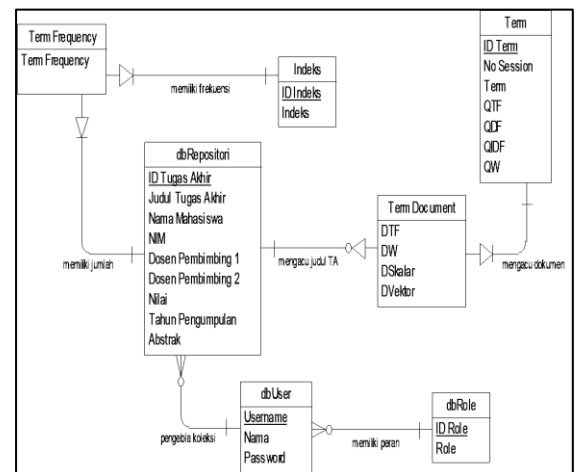 Term Frequency
Term Frequency
memiliki frekuensi
Indeks
ID Indeks
Indeks
Term
ID Term
No Session
Term
QTF
QDF
QIDF
QW
dbRepositori
ID Tugas Akhir
Judul Tugas Akhir
Nama Mahasiswa
NIM
Dosen Pembimbing 1
Dosen Pembimbing 2
Nilai
Tahun Pengumpulan
Abstrak
memiliki jumlah
mengacu judul TA
Term Document
DTF
DW
DSkalar
DVektor
mengacu dokumen
pengelola koleksi
dbUser
Username
Nama
Password
memiliki peran
dbRole
ID Role
Role